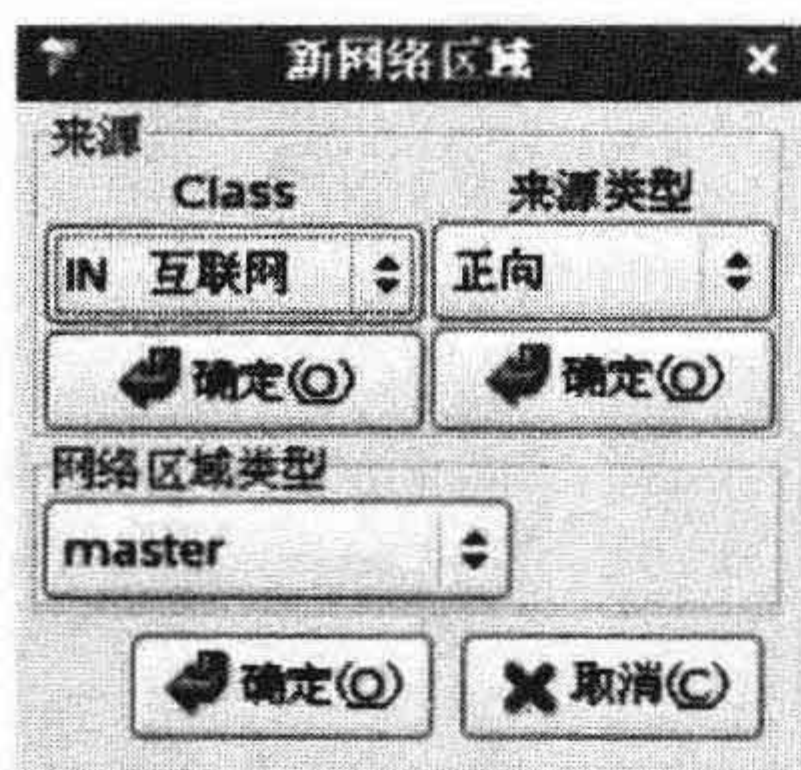 新网络区域
来源
Class 来源类型
IN 互联网 正向
确定(O) 确定(O)
网络区域类型
master
确定(O) 取消(C)